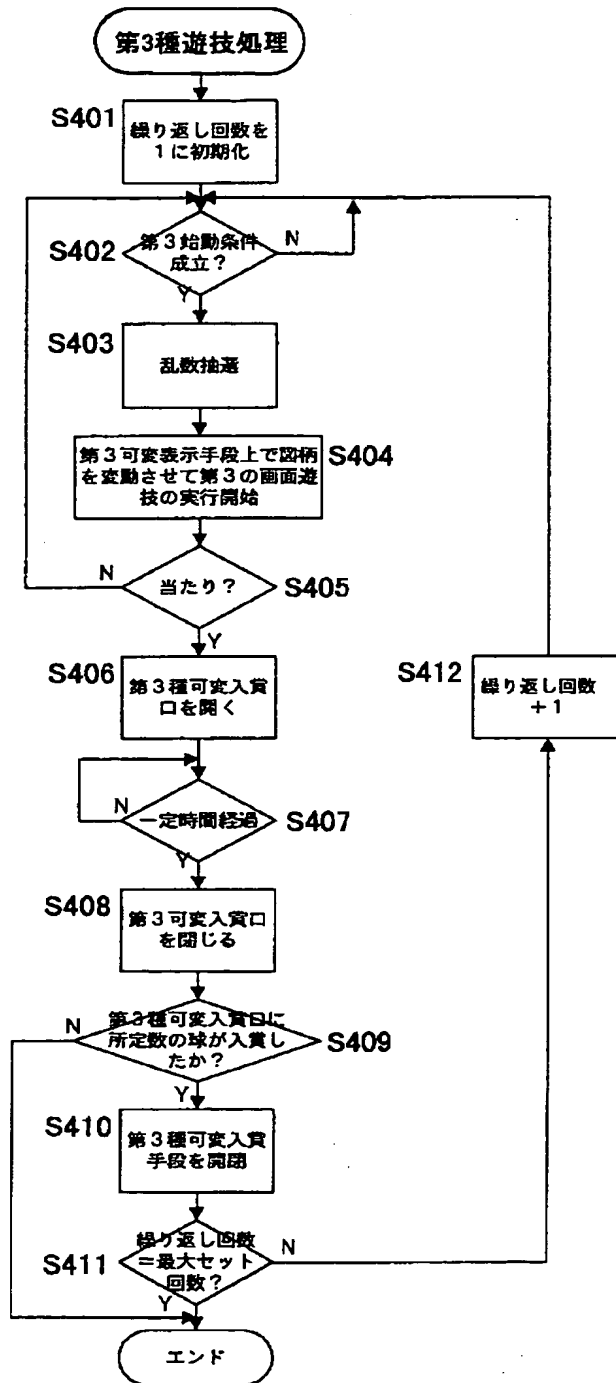 第3種遊技処理
S401
繰り返し回数を
1に初期化
S402
第3始動条件
成立?
N
Y
S403
乱数抽選
第3可変表示手段上で図柄
を変動させて第3の画面遊
技の実行開始
S404
N
当たり?
S405
Y
S406
第3種可変入賞
口を開く
S412
繰り返し回数
+1
N
一定時間経過
S407
Y
S408
第3可変入賞口
を閉じる
N
第3種可変入賞口に
所定数の球が入賞し
たか?
S409
Y
S410
第3種可変入賞
手段を開閉
S411
繰り返し回数
=最大セット
回数?
N
Y
エンド